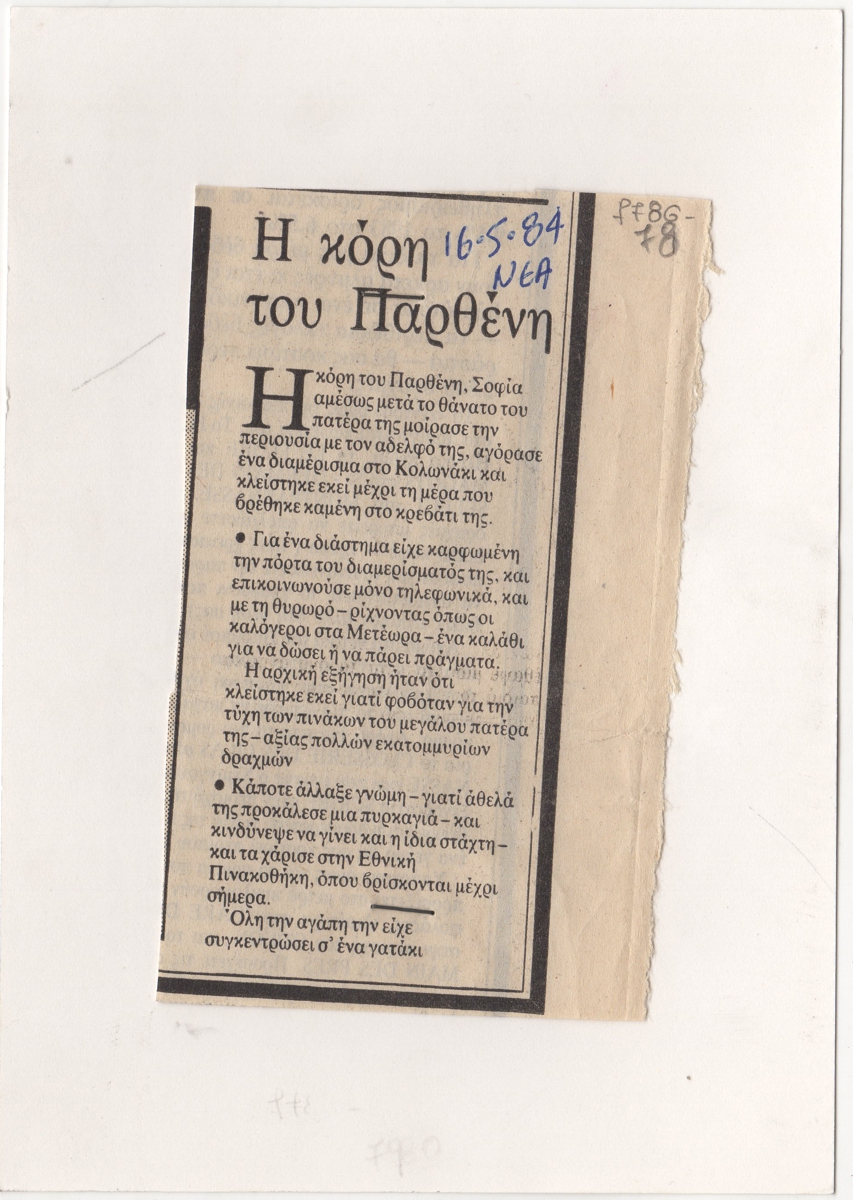 Η κόρη
16.5.84
ΝΕΑ
του Παρθένη
Η κόρη του Παρθένη, Σοφία
αμέσως μετά το θάνατο του
πατέρα της μοίρασε την
περιουσία με τον αδελφό της, αγόρασε
ένα διαμέρισμα στο Κολωνάκι και
κλείστηκε εκεί μέχρι τη μέρα που
βρέθηκε καμένη στο κρεβάτι της.
● Για ένα διάστημα είχε καρφωμένη
την πόρτα του διαμερίσματός της, και
επικοινωνούσε μόνο τηλεφωνικά, και
με τη θυρωρό – ρίχνοντας όπως οι
καλόγεροι στα Μετέωρα – ένα καλάθι
για να δώσει ή να πάρει πράγματα.
Η αρχική εξήγηση ήταν ότι
κλείστηκε εκεί γιατί φοβόταν για την
τύχη των πινάκων του μεγάλου πατέρα
της – αξίας πολλών εκατομμυρίων
δραχμών
● Κάποτε άλλαξε γνώμη – γιατί άθελά
της προκάλεσε μια πυρκαγιά – και
κινδύνεψε να γίνει και η ίδια στάχτη –
και τα χάρισε στην Εθνική
Πινακοθήκη, όπου βρίσκονται μέχρι
σήμερα.
Όλη την αγάπη την είχε
συγκεντρώσει σ' ένα γατάκι
78